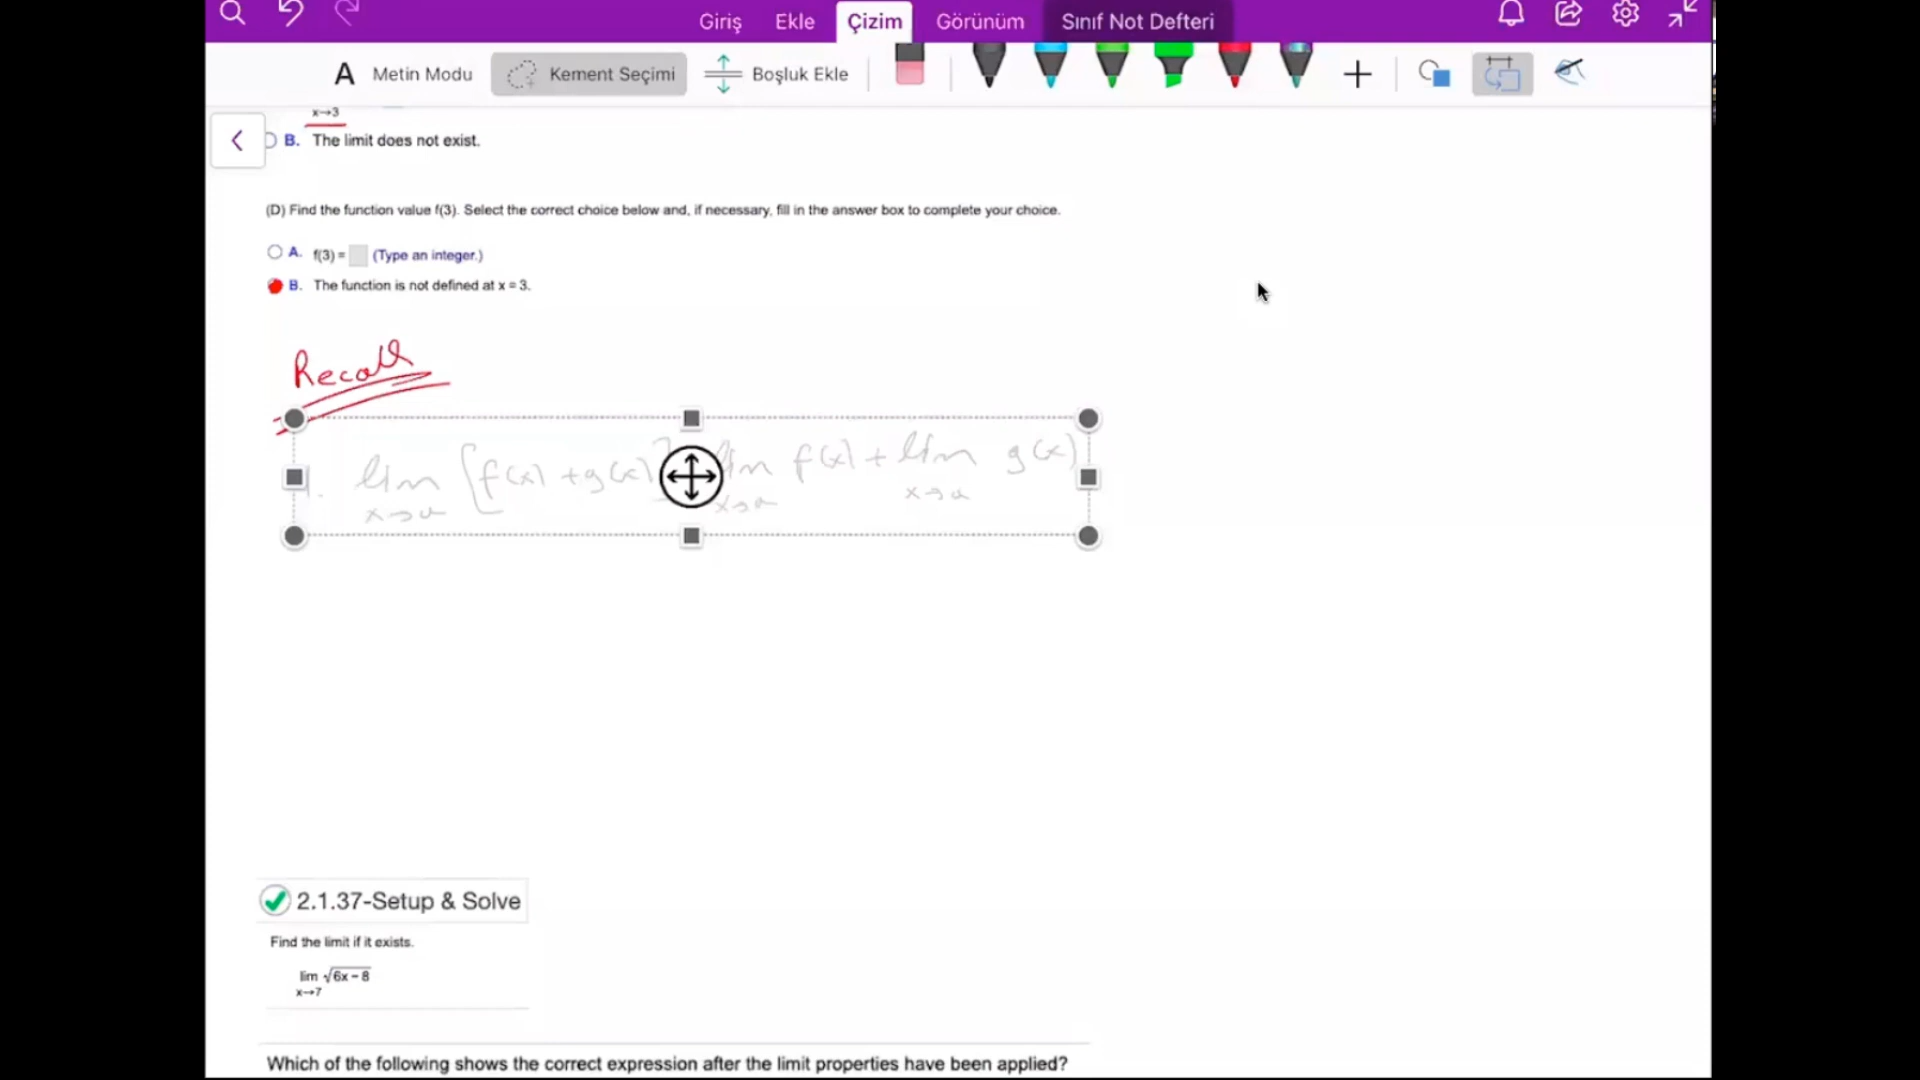 Giriş Ekle Çizim Görünüm Sınıf Not Defteri
A Metin Modu Kement Seçimi Boşluk Ekle
x→3
B. The limit does not exist.
(D) Find the function value f(3). Select the correct choice below and, if necessary, fill in the answer box to complete your choice.
A. f(3) = (Type an integer.)
B. The function is not defined at x = 3.
Recall
1. lim [f(x) + g(x)] lim f(x) + lim g(x)
x→a x→a x→a
2.1.37-Setup & Solve
Find the limit if it exists.
lim √6x − 8
x→7
Which of the following shows the correct expression after the limit properties have been applied?